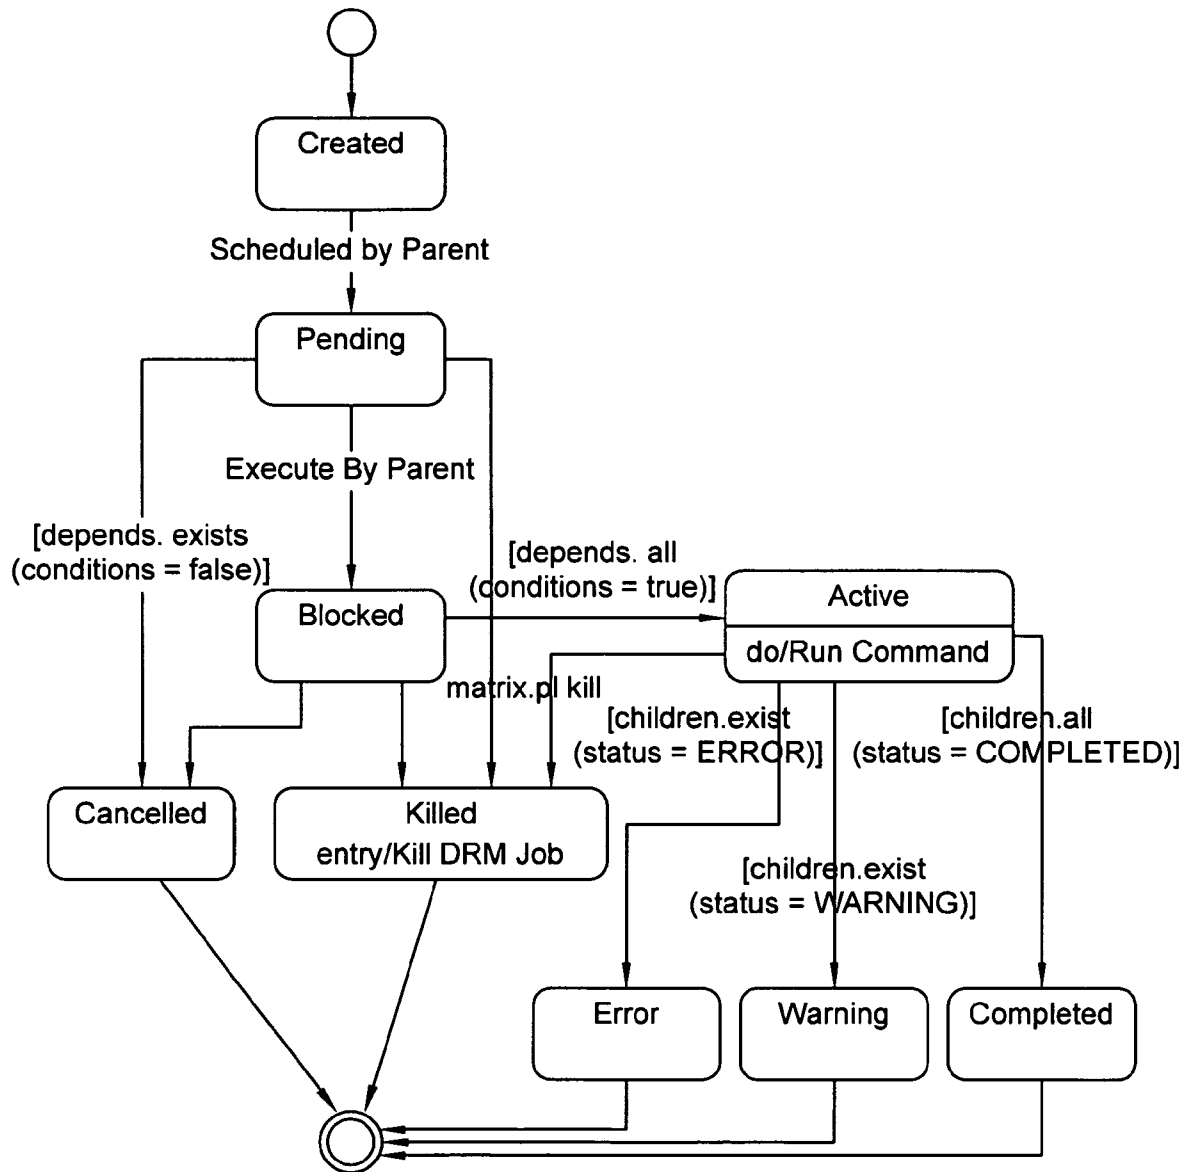 Created
Scheduled by Parent
Pending
Execute By Parent
[depends. exists
(conditions = false)]
[depends. all
(conditions = true)]
Blocked
Active
do/Run Command
matrix.pl kill
[children.exist
(status = ERROR)]
[children.all
(status = COMPLETED)]
Cancelled
Killed
entry/Kill DRM Job
[children.exist
(status = WARNING)]
Error
Warning
Completed